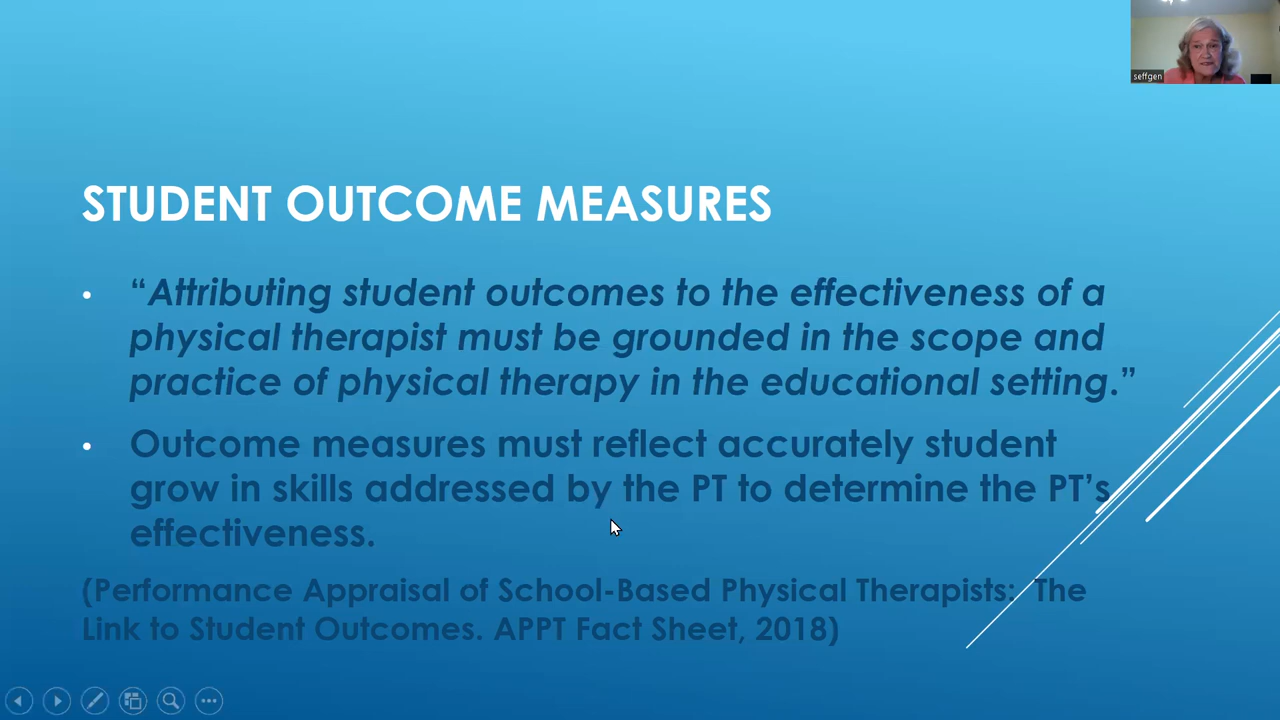 seffgen
STUDENT OUTCOME MEASURES
• “Attributing student outcomes to the effectiveness of a
physical therapist must be grounded in the scope and
practice of physical therapy in the educational setting.”
• Outcome measures must reflect accurately student
grow in skills addressed by the PT to determine the PT’s
effectiveness.
(Performance Appraisal of School-Based Physical Therapists: The
Link to Student Outcomes. APPT Fact Sheet, 2018)